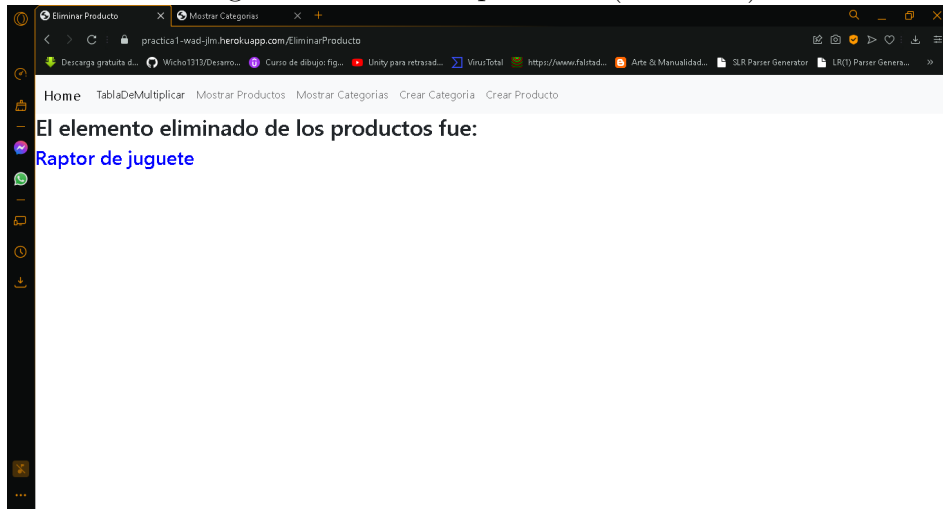 Eliminar Producto
Mostrar Categorias
practica1-wad-jlm.herokuapp.com/EliminarProducto
Descarga gratuita d... Wicho1313/Desarro... Curso de dibujo: fig... Unity para retrasad... VirusTotal https://www.falstad... Arte & Manualidad... SLR Parser Generator LR(1) Parser Genera... »
Home TablaDeMultiplicar Mostrar Productos Mostrar Categorias Crear Categoria Crear Producto
El elemento eliminado de los productos fue:
Raptor de juguete